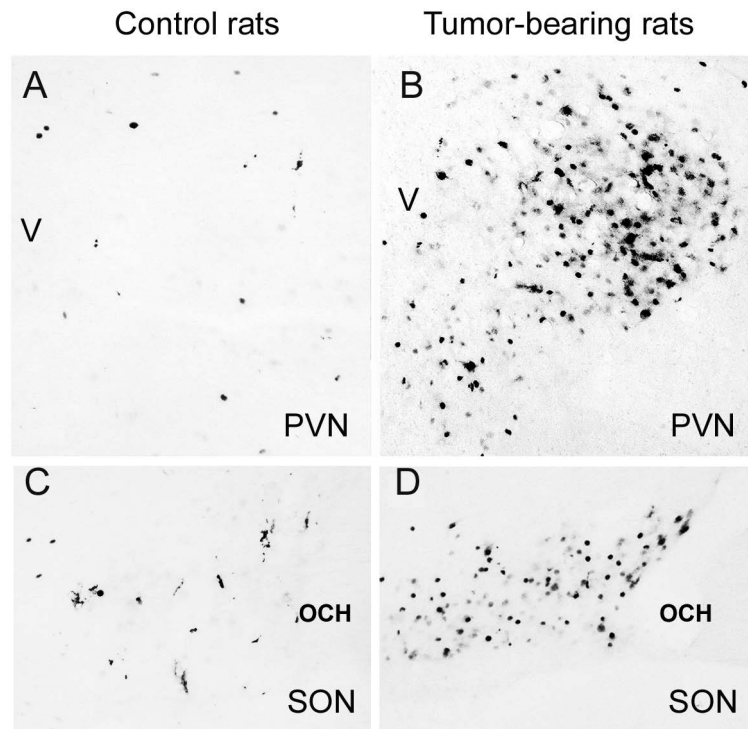 Control rats
Tumor-bearing rats
A
B
V
V
PVN
PVN
C
D
OCH
OCH
SON
SON